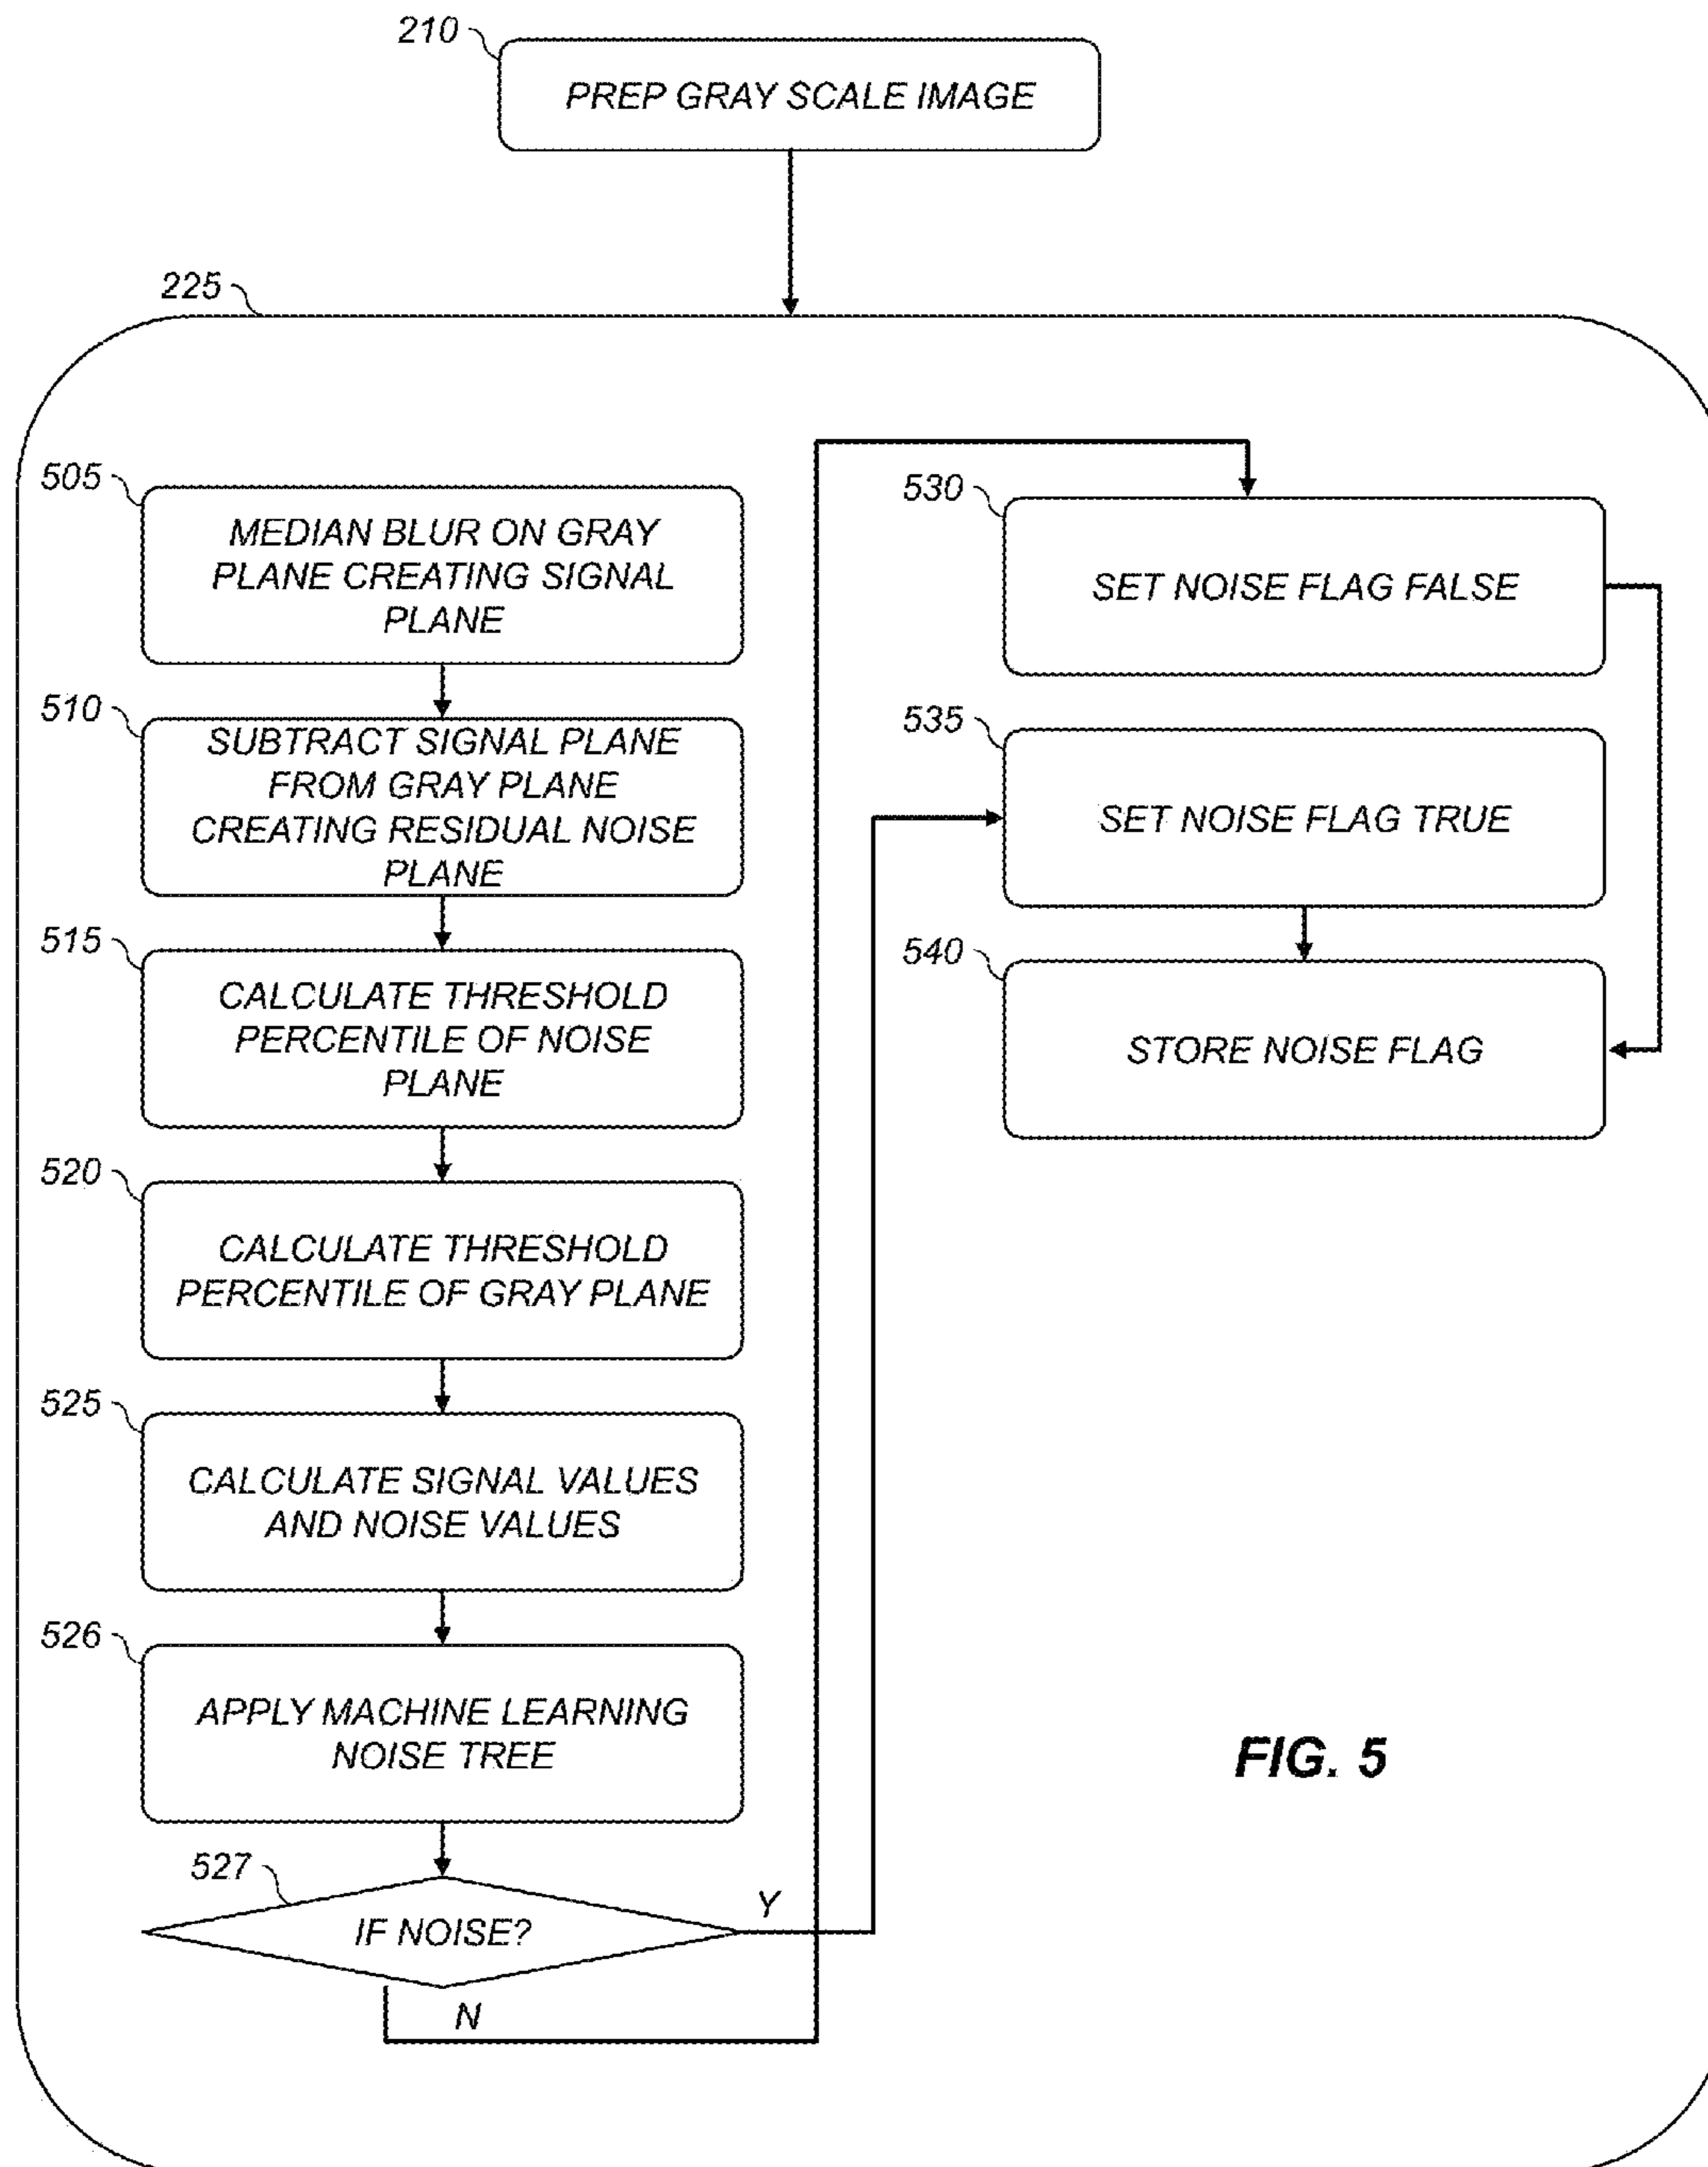 210
PREP GRAY SCALE IMAGE
225
505
MEDIAN BLUR ON GRAY
PLANE CREATING SIGNAL
PLANE
510
SUBTRACT SIGNAL PLANE
FROM GRAY PLANE
CREATING RESIDUAL NOISE
PLANE
515
CALCULATE THRESHOLD
PERCENTILE OF NOISE
PLANE
520
CALCULATE THRESHOLD
PERCENTILE OF GRAY PLANE
525
CALCULATE SIGNAL VALUES
AND NOISE VALUES
526
APPLY MACHINE LEARNING
NOISE TREE
527
IF NOISE?
Y
N
530
SET NOISE FLAG FALSE
535
SET NOISE FLAG TRUE
540
STORE NOISE FLAG
FIG. 5